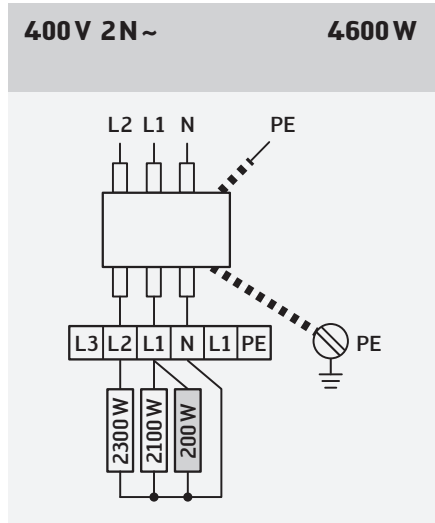 400V 2N~ 4600W
L2 L1 N PE
L3 L2 L1 N L1 PE
PE
2300W 2100W 200W